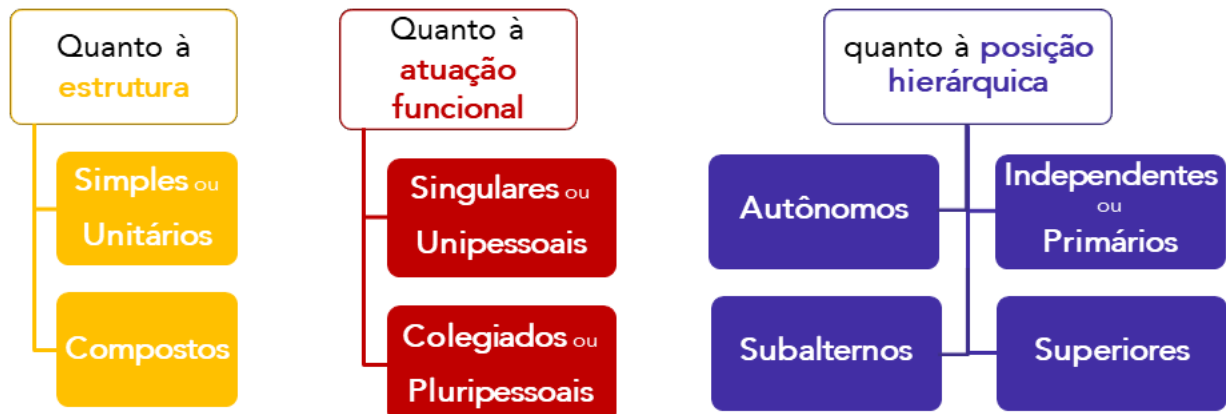 Quanto à
estrutura
Simples ou
Unitários
Compostos
Quanto à
atuação
funcional
Singulares ou
Unipessoais
Colegiados ou
Pluripessoais
quanto à posição
hierárquica
Autônomos
Independentes
ou
Primários
Subalternos
Superiores